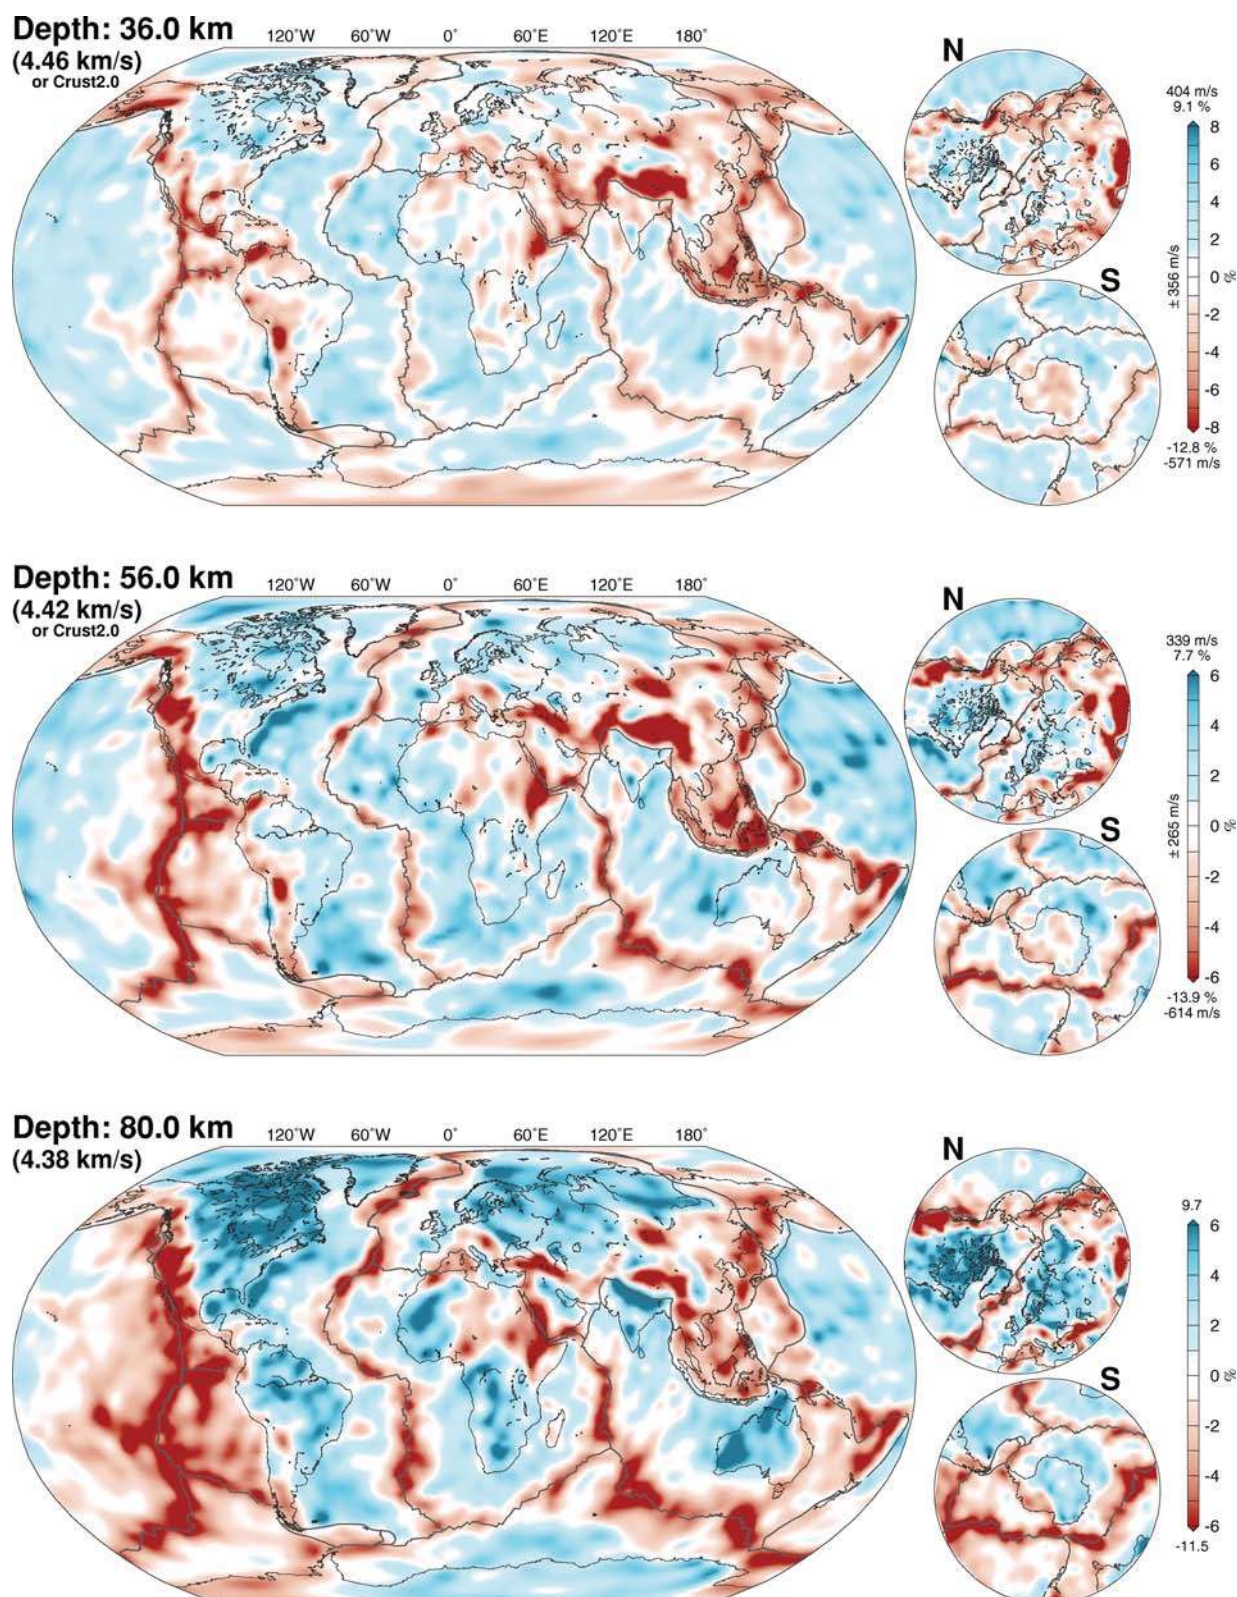 Depth: 36.0 km
(4.46 km/s)
or Crust2.0
120˚W 60˚W 0˚ 60˚E 120˚E 180˚
N
S
404 m/s
9.1 %
8
6
4
2
0
-2
-4
-6
-8
%
±356 m/s
-12.8 %
-571 m/s
Depth: 56.0 km
(4.42 km/s)
or Crust2.0
120˚W 60˚W 0˚ 60˚E 120˚E 180˚
N
S
339 m/s
7.7 %
6
4
2
0
-2
-4
-6
%
±265 m/s
-13.9 %
-614 m/s
Depth: 80.0 km
(4.38 km/s)
120˚W 60˚W 0˚ 60˚E 120˚E 180˚
N
S
9.7
6
4
2
0
-2
-4
-6
%
-11.5